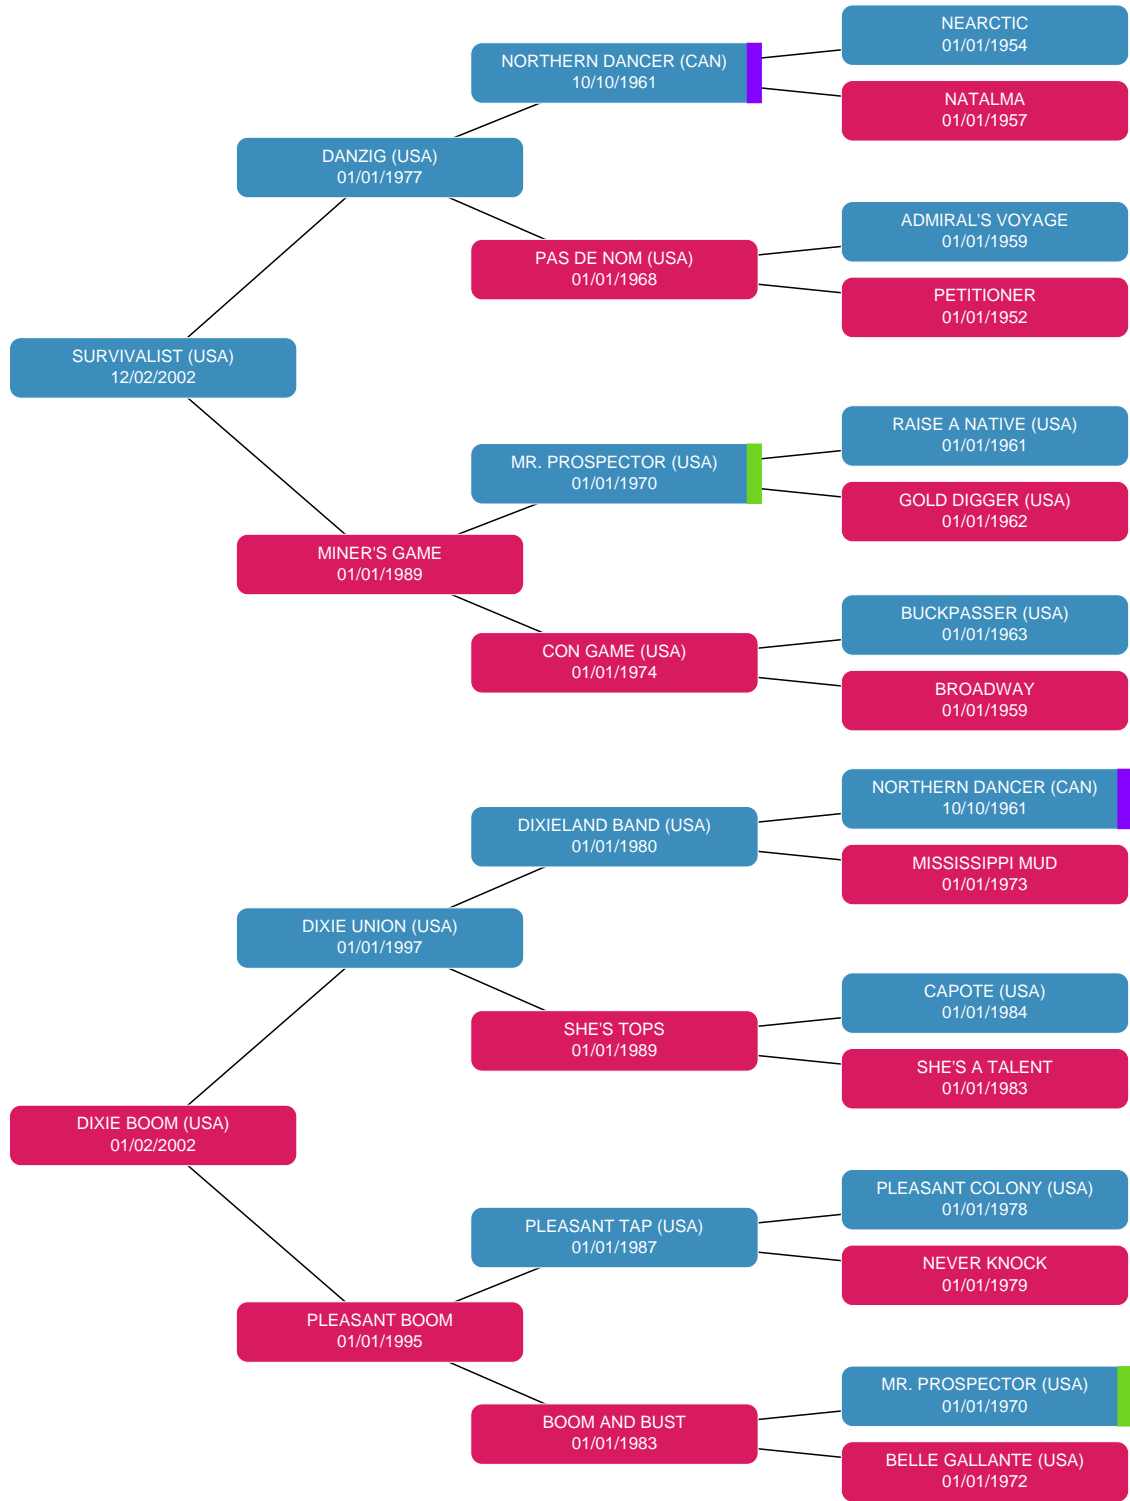 NEARCTIC
01/01/1954
NORTHERN DANCER (CAN)
10/10/1961
NATALMA
01/01/1957
DANZIG (USA)
01/01/1977
ADMIRAL'S VOYAGE
01/01/1959
PAS DE NOM (USA)
01/01/1968
PETITIONER
01/01/1952
SURVIVALIST (USA)
12/02/2002
RAISE A NATIVE (USA)
01/01/1961
MR. PROSPECTOR (USA)
01/01/1970
GOLD DIGGER (USA)
01/01/1962
MINER'S GAME
01/01/1989
BUCKPASSER (USA)
01/01/1963
CON GAME (USA)
01/01/1974
BROADWAY
01/01/1959
NORTHERN DANCER (CAN)
10/10/1961
DIXIELAND BAND (USA)
01/01/1980
MISSISSIPPI MUD
01/01/1973
DIXIE UNION (USA)
01/01/1997
CAPOTE (USA)
01/01/1984
SHE'S TOPS
01/01/1989
SHE'S A TALENT
01/01/1983
DIXIE BOOM (USA)
01/02/2002
PLEASANT COLONY (USA)
01/01/1978
PLEASANT TAP (USA)
01/01/1987
NEVER KNOCK
01/01/1979
PLEASANT BOOM
01/01/1995
MR. PROSPECTOR (USA)
01/01/1970
BOOM AND BUST
01/01/1983
BELLE GALLANTE (USA)
01/01/1972